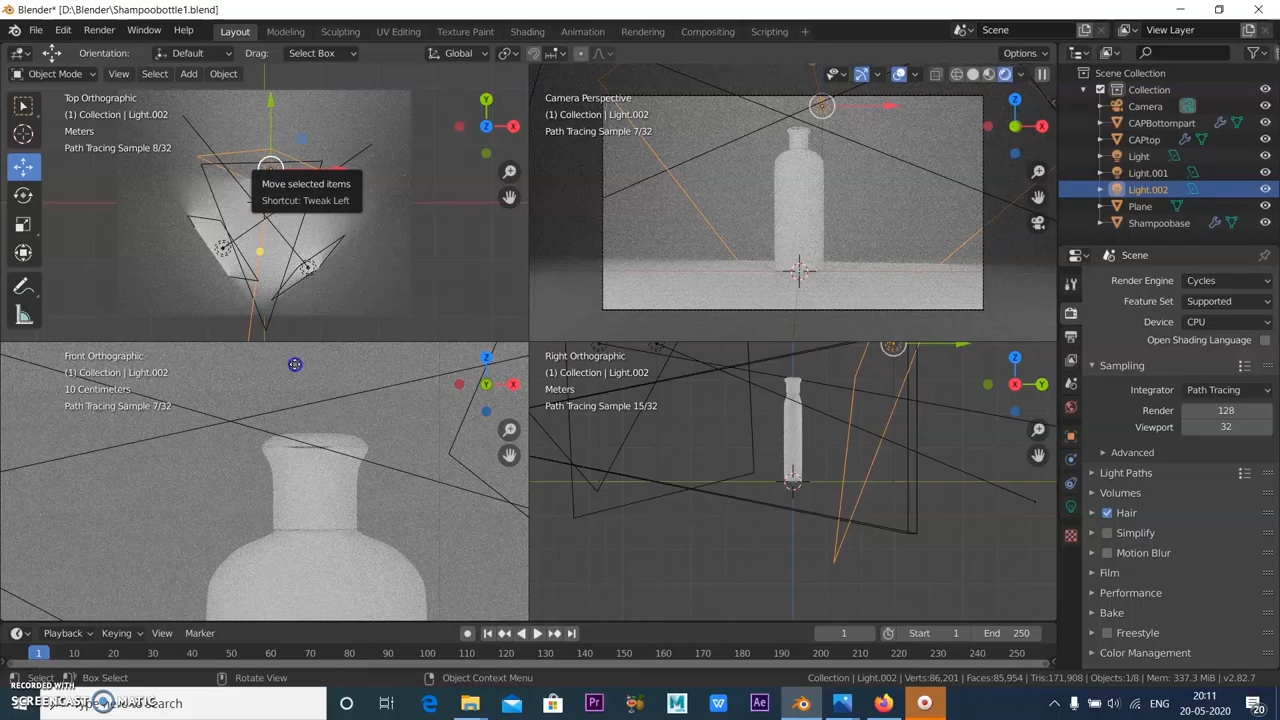 Blender* [D:\Blender\Shampoobottle1.blend]
File Edit Render Window Help Layout Modeling Sculpting UV Editing Texture Paint Shading Animation Rendering Compositing Scripting + Scene View Layer
Orientation: Default Drag: Select Box Global Options
Object Mode View Select Add Object
Top Orthographic
(1) Collection | Light.002
Meters
Path Tracing Sample 8/32
Move selected items
Shortcut: Tweak Left
Y
Z
X
Camera Perspective
(1) Collection | Light.002
Meters
Path Tracing Sample 7/32
Z
Y
X
Front Orthographic
(1) Collection | Light.002
10 Centimeters
Path Tracing Sample 7/32
Z
Y
X
Right Orthographic
(1) Collection | Light.002
Meters
Path Tracing Sample 15/32
Z
X
Y
Scene Collection
Collection
Camera
CAPBottompart
CAPtop
Light
Light.001
Light.002
Plane
Shampoobase
Scene
Render Engine Cycles
Feature Set Supported
Device CPU
Open Shading Language
Sampling
Integrator Path Tracing
Render 128
Viewport 32
Advanced
Light Paths
Volumes
Hair
Simplify
Motion Blur
Film
Performance
Bake
Freestyle
Color Management
Playback Keying View Marker 1 Start 1 End 250
1 10 20 30 40 50 60 70 80 90 100 110 120 130 140 150 160 170 180 190 200 210 220 230 240 250
Select Box Select Rotate View Object Context Menu Collection | Light.002 | Verts:86,201 | Faces:85,954 | Tris:171,908 | Objects:1/8 | Mem: 337.3 MiB | v2.82.7
RECORDED WITH
SCREENCAST MATIC
here to search
Pr W Ae ENG 20:11
20-05-2020
20